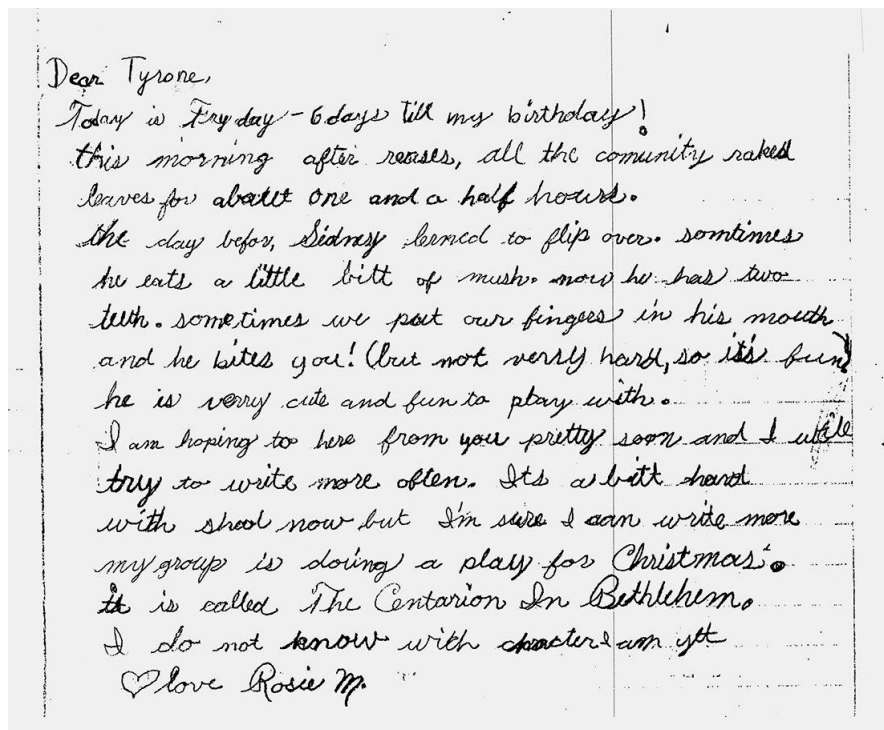 Dear Tyrone,
Today is Fryday - 6 days till my birthday!
this morning after reases, all the comunity raked
leaves for abaut one and a half hours.
the day befor, Sidney lerned to flip over. somtimes
he eats a little bitt of mush. now he has two
teeth. sometimes we put our fingers in his mouth
and he bites you! (but not verry hard, so it's fun)
he is verry cute and fun to play with.
I am hoping to here from you pretty soon and I will
try to write more often. Its a bitt hard
with shool now but I'm sure I can write more
my group is doing a play for Christmas.
it is called The Centarion In Bethlehem.
I do not know with chracter I am yet
♡ love Rosie M.